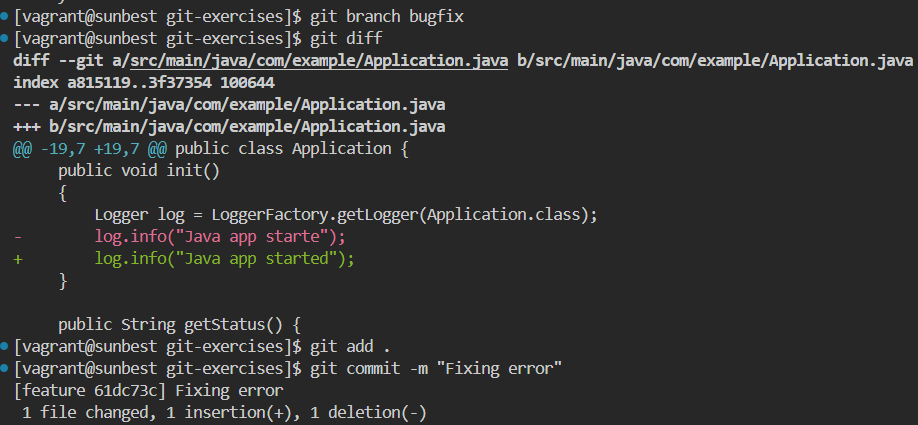 [vagrant@sunbest git-exercises]$ git branch bugfix
[vagrant@sunbest git-exercises]$ git diff
diff --git a/src/main/java/com/example/Application.java b/src/main/java/com/example/Application.java
index a815119..3f37354 100644
--- a/src/main/java/com/example/Application.java
+++ b/src/main/java/com/example/Application.java
@@ -19,7 +19,7 @@ public class Application {
     public void init()
     {
         Logger log = LoggerFactory.getLogger(Application.class);
-        log.info("Java app starte");
+        log.info("Java app started");
     }

     public String getStatus() {
[vagrant@sunbest git-exercises]$ git add .
[vagrant@sunbest git-exercises]$ git commit -m "Fixing error"
[feature 61dc73c] Fixing error
 1 file changed, 1 insertion(+), 1 deletion(-)